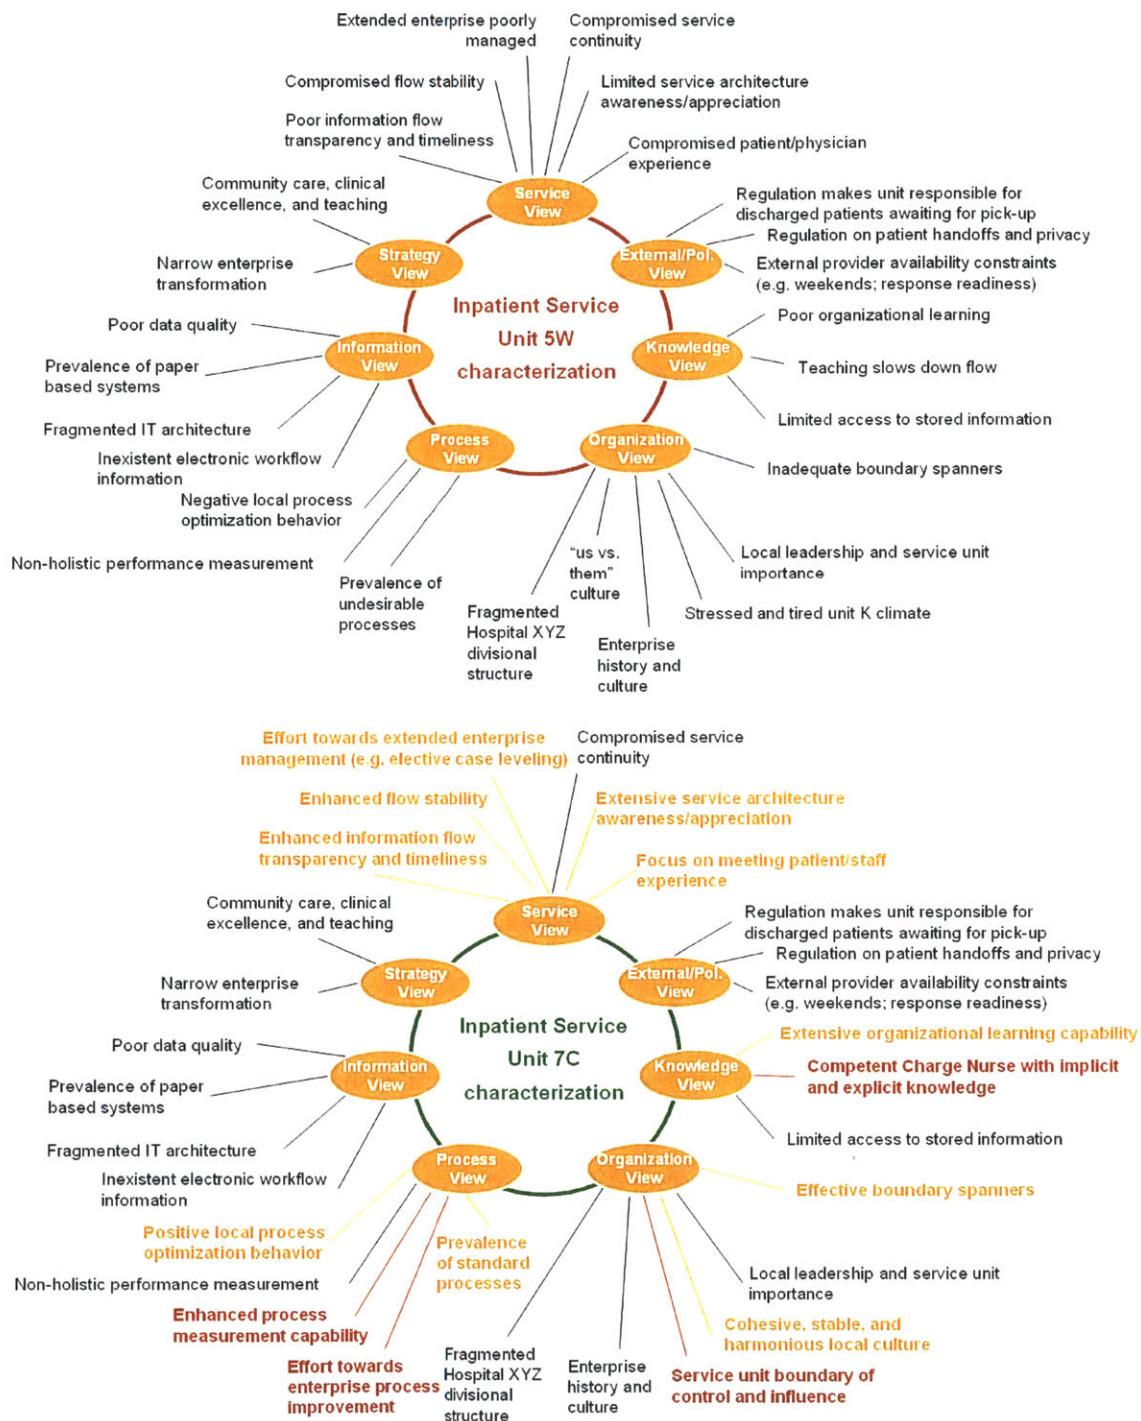 Extended enterprise poorly
managed
Compromised service
continuity
Compromised flow stability
Limited service architecture
awareness/appreciation
Poor information flow
transparency and timeliness
Compromised patient/physician
experience
Community care, clinical
excellence, and teaching
Service
View
Regulation makes unit responsible for
discharged patients awaiting for pick-up
Regulation on patient handoffs and privacy
Strategy
View
External/Pol.
View
Narrow enterprise
transformation
External provider availability constraints
(e.g. weekends; response readiness)
Inpatient Service
Unit 5W
characterization
Poor data quality
Poor organizational learning
Information
View
Knowledge
View
Prevalence of paper
based systems
Teaching slows down flow
Fragmented IT architecture
Limited access to stored information
Process
View
Organization
View
Inexistent electronic workflow
information
Inadequate boundary spanners
Negative local process
optimization behavior
Non-holistic performance measurement
Prevalence of
undesirable
processes
"us vs.
them"
culture
Local leadership and service unit
importance
Fragmented
Hospital XYZ
divisional
structure
Stressed and tired unit K climate
Enterprise
history and
culture
Effort towards extended enterprise
management (e.g. elective case leveling)
Compromised service
continuity
Enhanced flow stability
Extensive service architecture
awareness/appreciation
Enhanced information flow
transparency and timeliness
Focus on meeting patient/staff
experience
Community care, clinical
excellence, and teaching
Service
View
Regulation makes unit responsible for
discharged patients awaiting for pick-up
Regulation on patient handoffs and privacy
Strategy
View
External/Pol.
View
Narrow enterprise
transformation
External provider availability constraints
(e.g. weekends; response readiness)
Inpatient Service
Unit 7C
characterization
Poor data quality
Extensive organizational learning capability
Information
View
Knowledge
View
Competent Charge Nurse with implicit
and explicit knowledge
Prevalence of paper
based systems
Fragmented IT architecture
Limited access to stored information
Process
View
Organization
View
Inexistent electronic workflow
information
Effective boundary spanners
Positive local process
optimization behavior
Prevalence
of standard
processes
Non-holistic performance measurement
Local leadership and service unit
importance
Enhanced process
measurement capability
Cohesive, stable, and
harmonious local culture
Effort towards
enterprise process
improvement
Fragmented
Hospital XYZ
divisional
structure
Enterprise
history and
culture
Service unit boundary of
control and influence